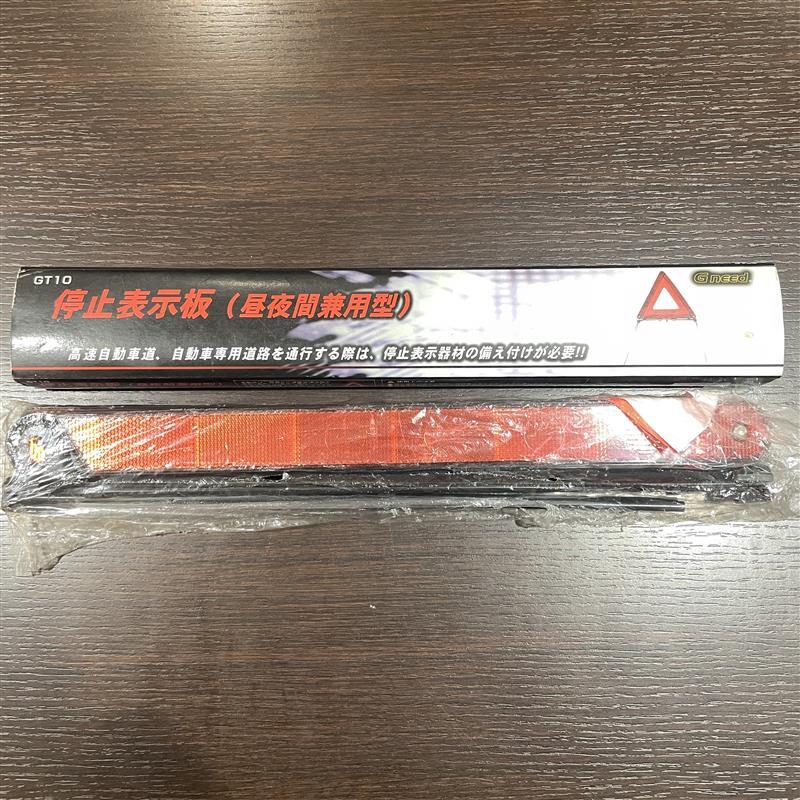 GT10
停止表示板（昼夜間兼用型）
G need.
高速自動車道、自動車専用道路を通行する際は、停止表示器材の備え付けが必要!!